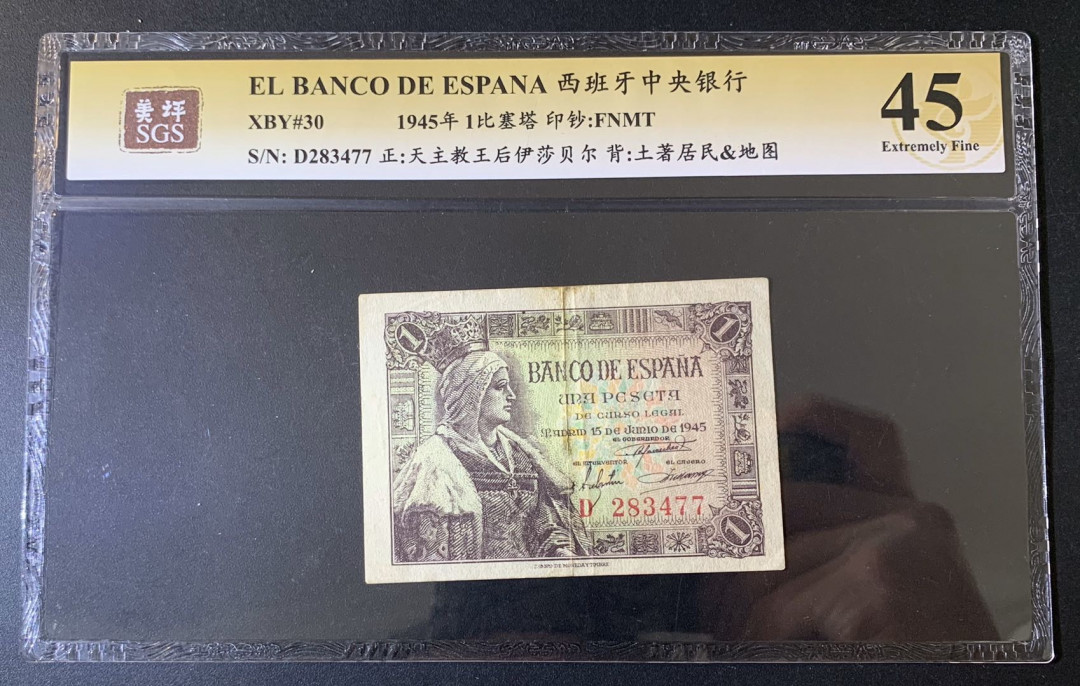 EL BANCO DE ESPANA 西班牙中央银行
45
美评
SGS
XBY#30 1945年 1比塞塔 印钞:FNMT
Extremely Fine
S/N: D283477 正:天主教王后伊莎贝尔 背:土著居民&地图
1
1
BANCO DE ESPAÑA
UNA PESETA
DE CURSO LEGAL
MADRID 15 DE JUNIO DE 1945
EL GOBERNADOR
EL INTERVENTOR EL CAJERO
D 283477
1